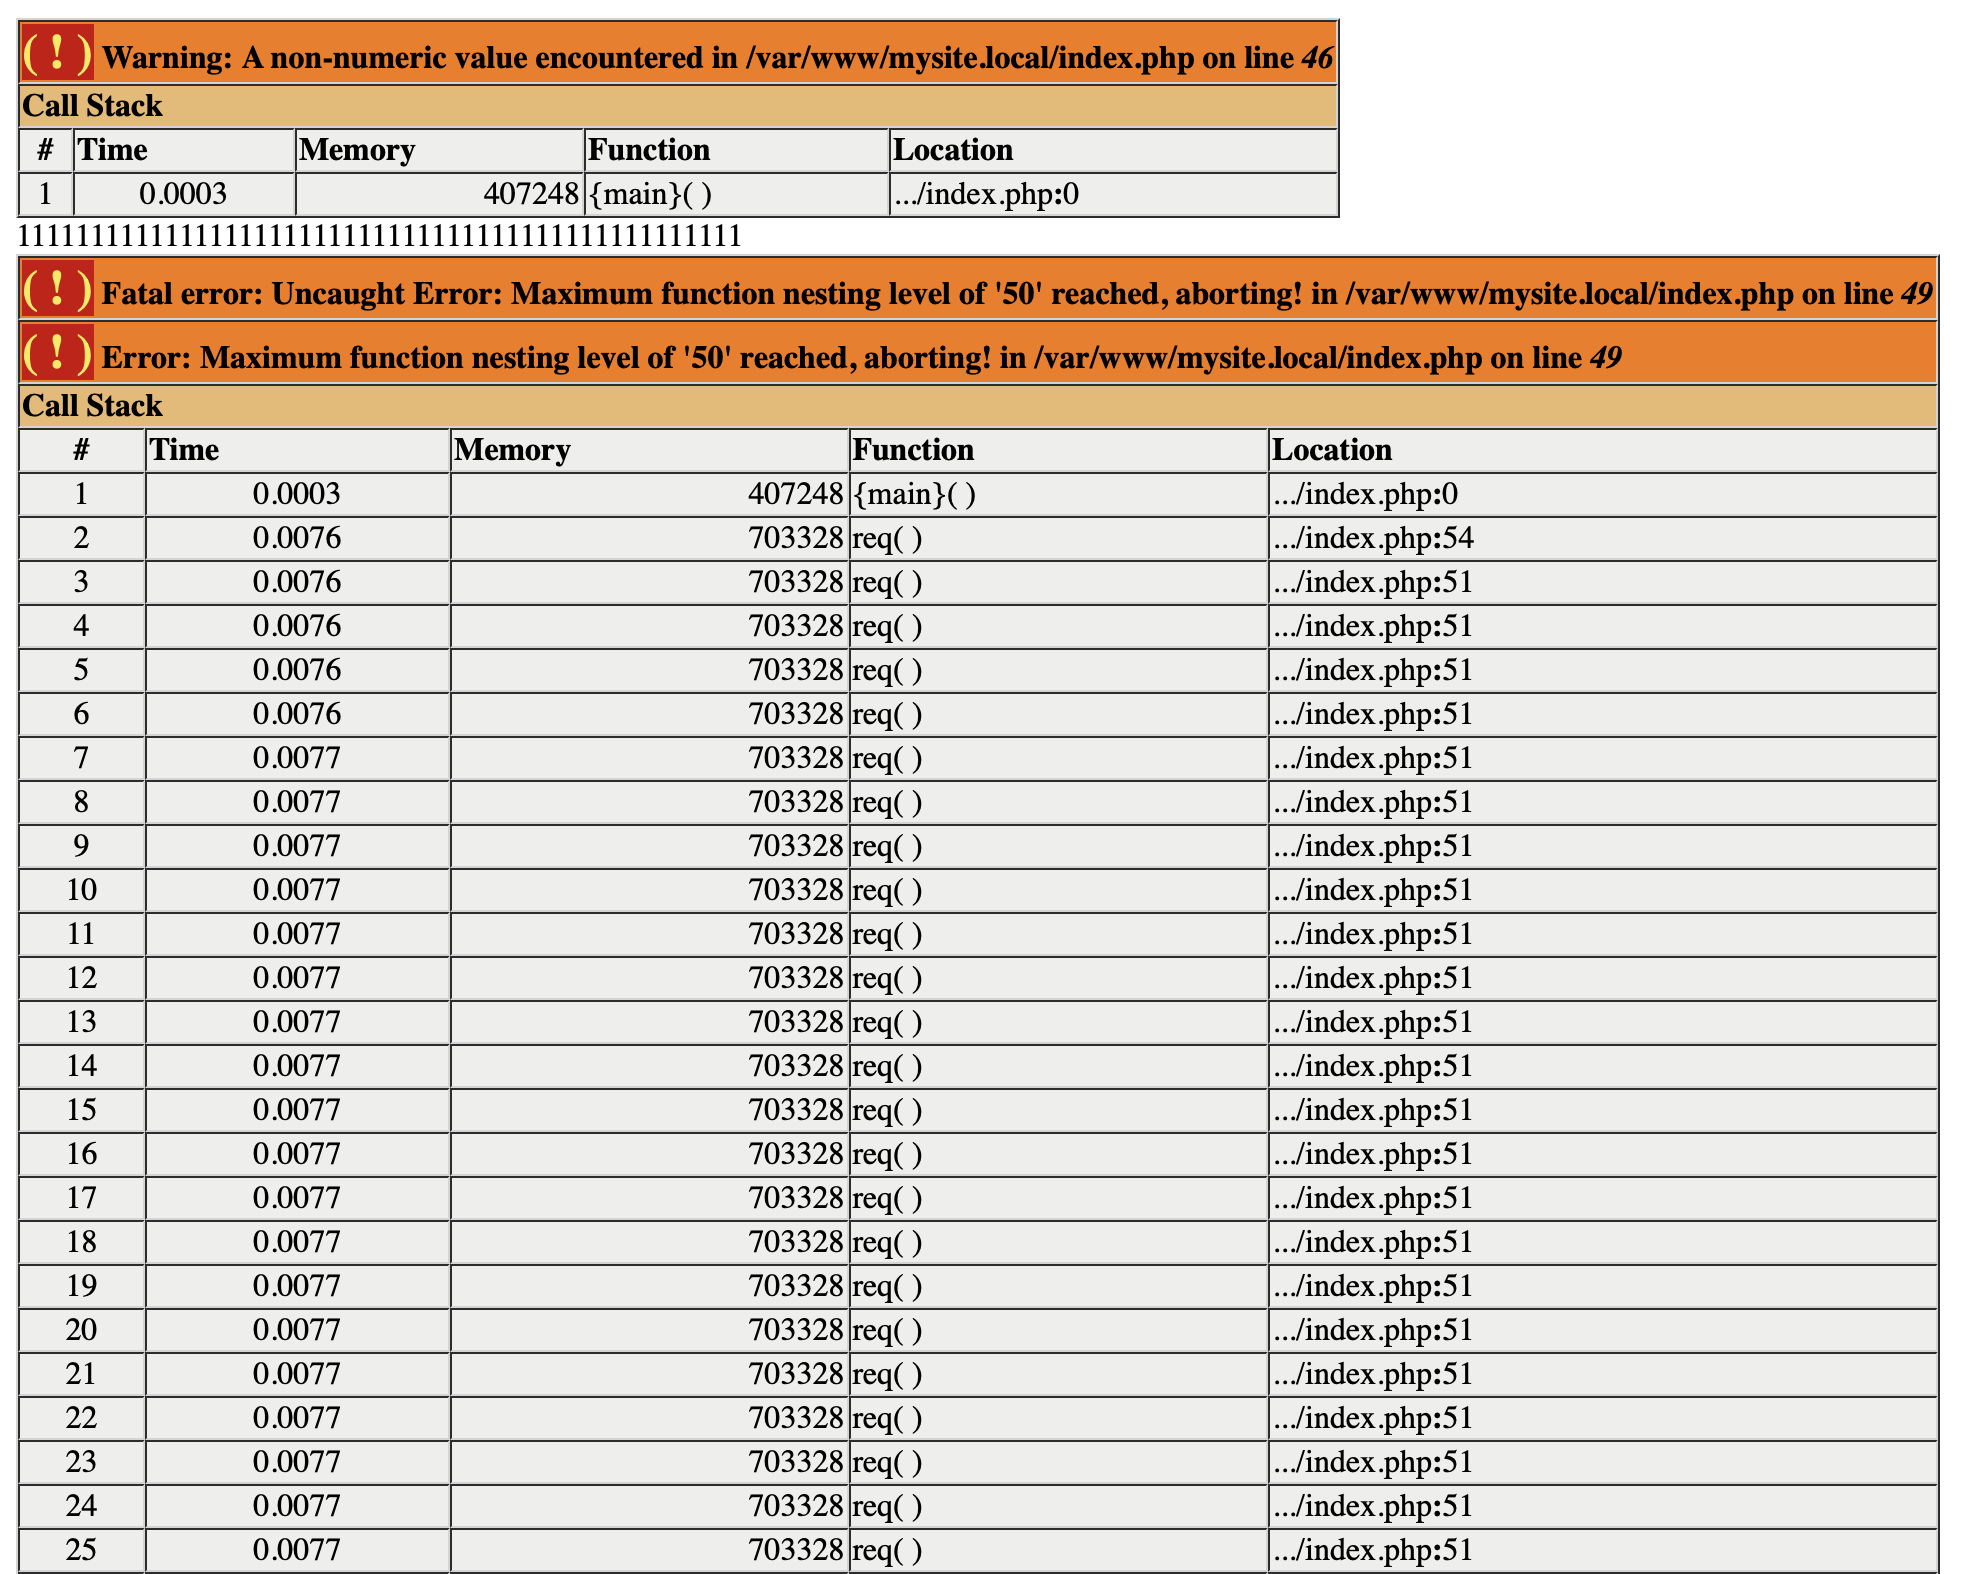 ( ! ) Warning: A non-numeric value encountered in /var/www/mysite.local/index.php on line 46
Call Stack
# Time Memory Function Location
1 0.0003 407248 {main}( ) .../index.php:0
1111111111111111111111111111111111111111111111111
( ! ) Fatal error: Uncaught Error: Maximum function nesting level of '50' reached, aborting! in /var/www/mysite.local/index.php on line 49
( ! ) Error: Maximum function nesting level of '50' reached, aborting! in /var/www/mysite.local/index.php on line 49
Call Stack
# Time Memory Function Location
1 0.0003 407248 {main}( ) .../index.php:0
2 0.0076 703328 req( ) .../index.php:54
3 0.0076 703328 req( ) .../index.php:51
4 0.0076 703328 req( ) .../index.php:51
5 0.0076 703328 req( ) .../index.php:51
6 0.0076 703328 req( ) .../index.php:51
7 0.0077 703328 req( ) .../index.php:51
8 0.0077 703328 req( ) .../index.php:51
9 0.0077 703328 req( ) .../index.php:51
10 0.0077 703328 req( ) .../index.php:51
11 0.0077 703328 req( ) .../index.php:51
12 0.0077 703328 req( ) .../index.php:51
13 0.0077 703328 req( ) .../index.php:51
14 0.0077 703328 req( ) .../index.php:51
15 0.0077 703328 req( ) .../index.php:51
16 0.0077 703328 req( ) .../index.php:51
17 0.0077 703328 req( ) .../index.php:51
18 0.0077 703328 req( ) .../index.php:51
19 0.0077 703328 req( ) .../index.php:51
20 0.0077 703328 req( ) .../index.php:51
21 0.0077 703328 req( ) .../index.php:51
22 0.0077 703328 req( ) .../index.php:51
23 0.0077 703328 req( ) .../index.php:51
24 0.0077 703328 req( ) .../index.php:51
25 0.0077 703328 req( ) .../index.php:51